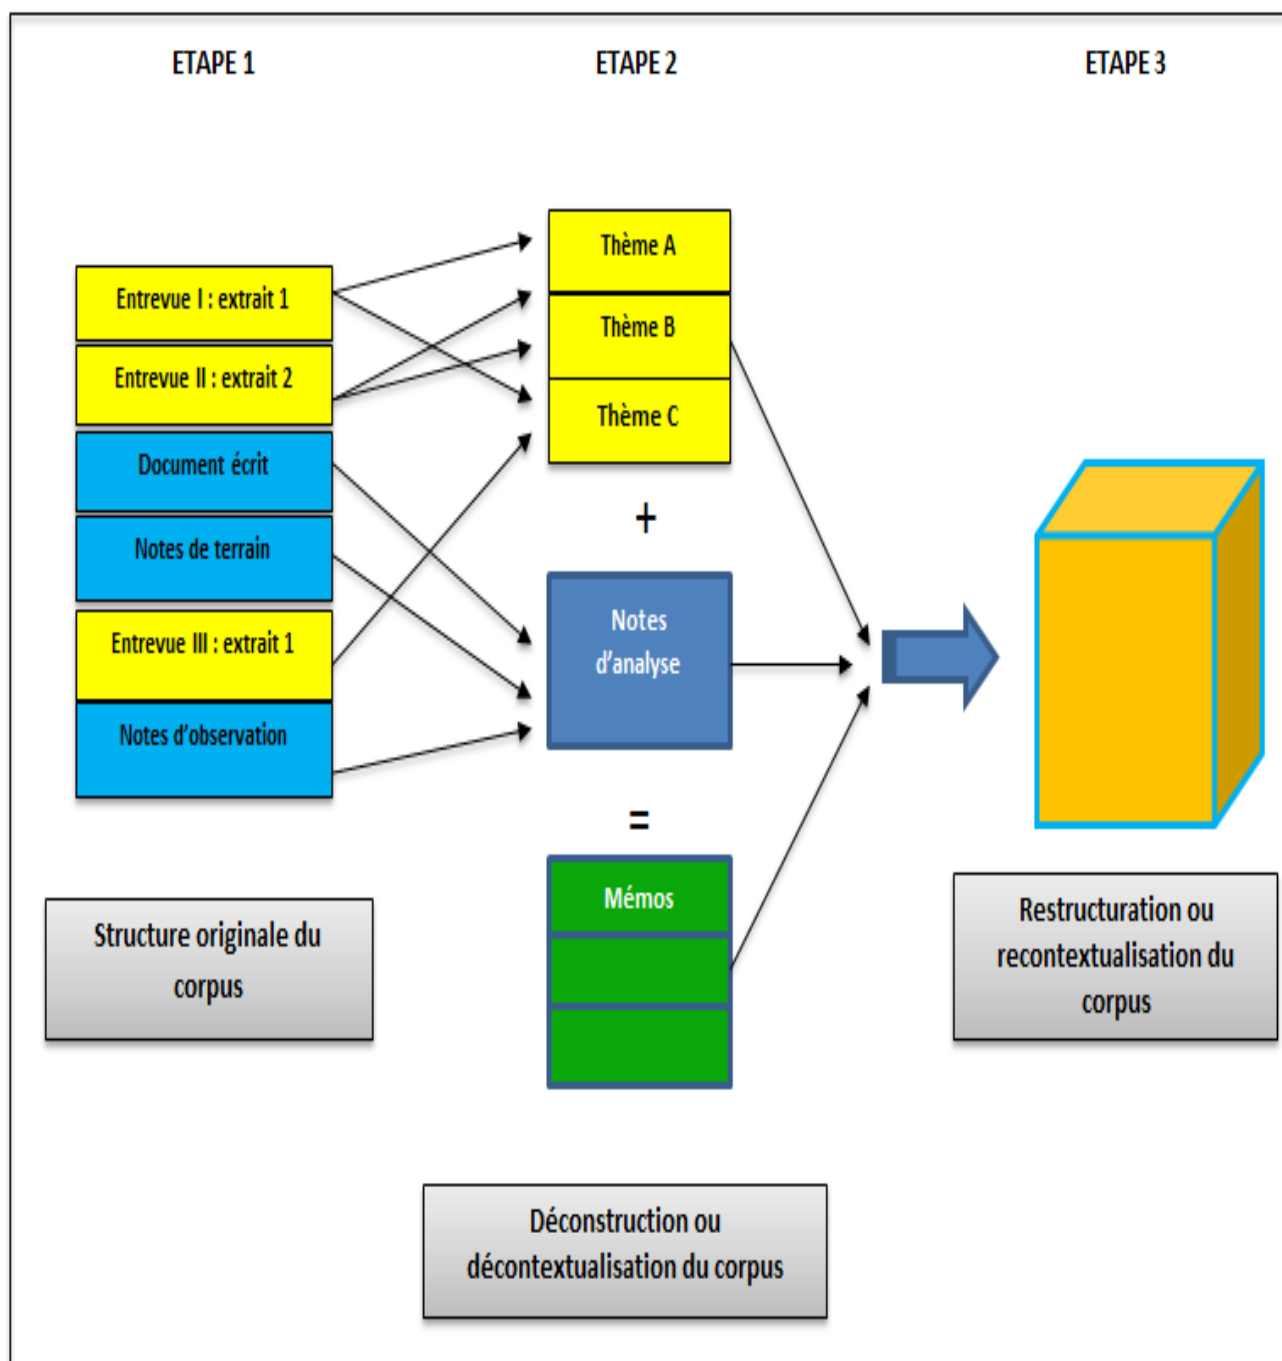 ETAPE 1
ETAPE 2
ETAPE 3
Entrevue I : extrait 1
Entrevue II : extrait 2
Document écrit
Notes de terrain
Entrevue III : extrait 1
Notes d’observation
Structure originale du
corpus
Thème A
Thème B
Thème C
+
Notes
d’analyse
=
Mémos
Déconstruction ou
décontextualisation du corpus
Restructuration ou
recontextualisation du
corpus